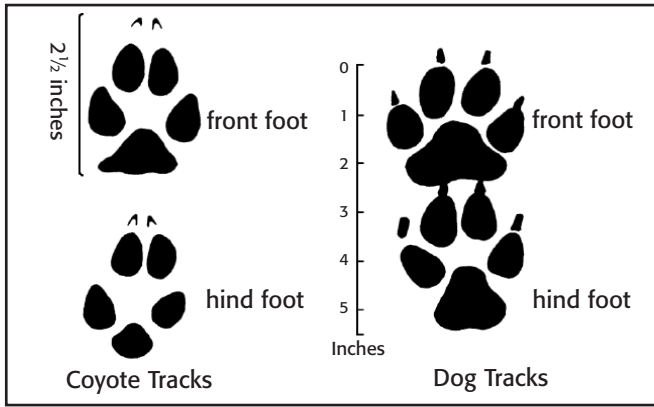 2½ inches
front foot
hind foot
Coyote Tracks
0
1
2
3
4
5
Inches
front foot
hind foot
Dog Tracks